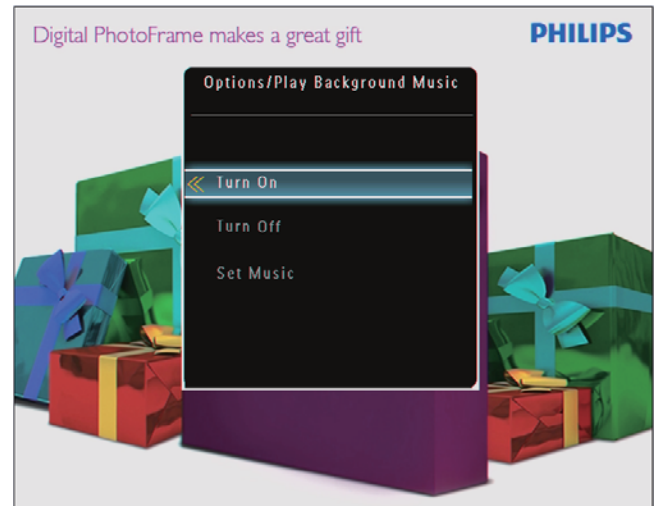 Digital PhotoFrame makes a great gift
PHILIPS
Options/Play Background Music
Turn On
Turn Off
Set Music